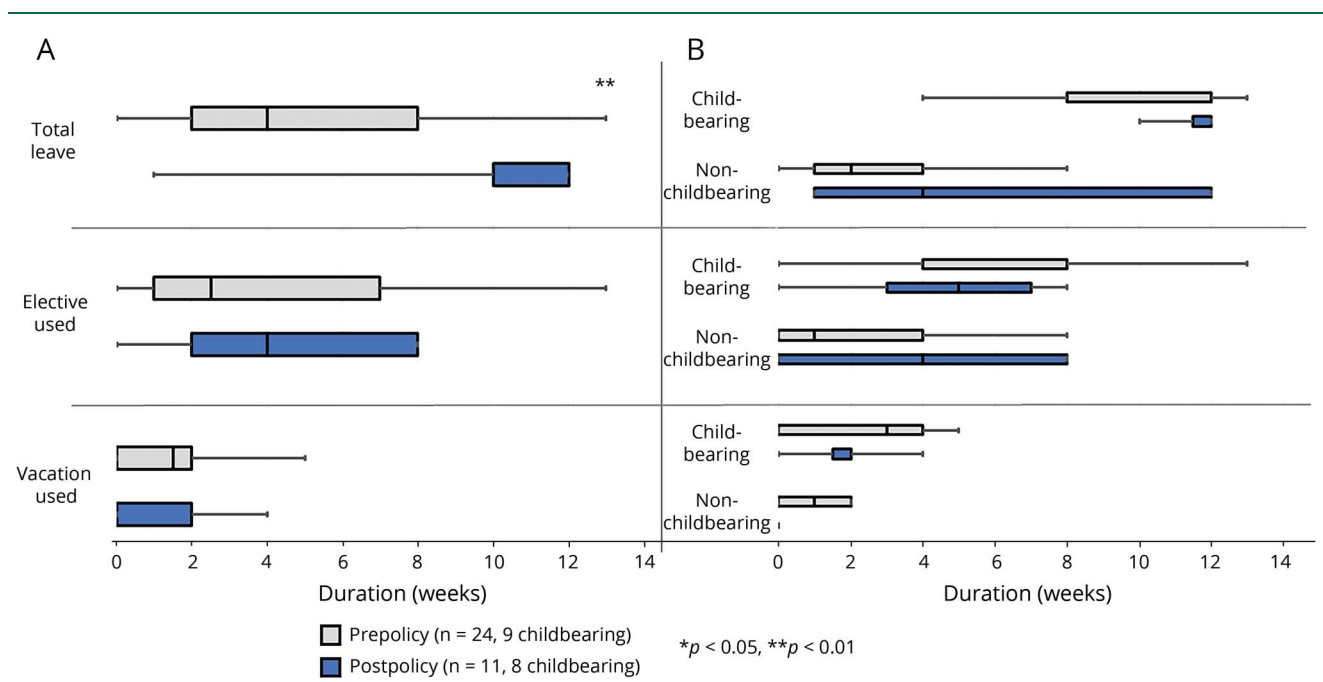 A
B
**
Total
leave
Elective
used
Vacation
used
0 2 4 6 8 10 12 14
Duration (weeks)
Child-
bearing
Non-
childbearing
Child-
bearing
Non-
childbearing
Child-
bearing
Non-
childbearing
0 2 4 6 8 10 12 14
Duration (weeks)
Prepolicy (n = 24, 9 childbearing)
Postpolicy (n = 11, 8 childbearing)
*p < 0.05, **p < 0.01